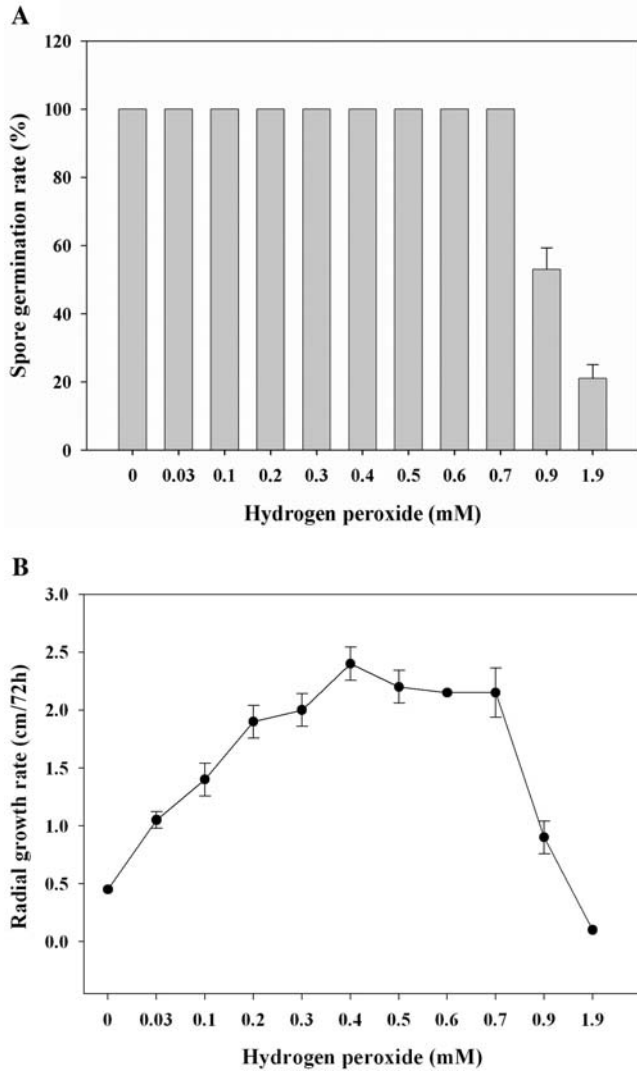 A
120
100
80
60
40
20
0
Spore germination rate (%)
0 0.03 0.1 0.2 0.3 0.4 0.5 0.6 0.7 0.9 1.9
Hydrogen peroxide (mM)
B
3.0
2.5
2.0
1.5
1.0
0.5
0.0
Radial growth rate (cm/72h)
0 0.03 0.1 0.2 0.3 0.4 0.5 0.6 0.7 0.9 1.9
Hydrogen peroxide (mM)